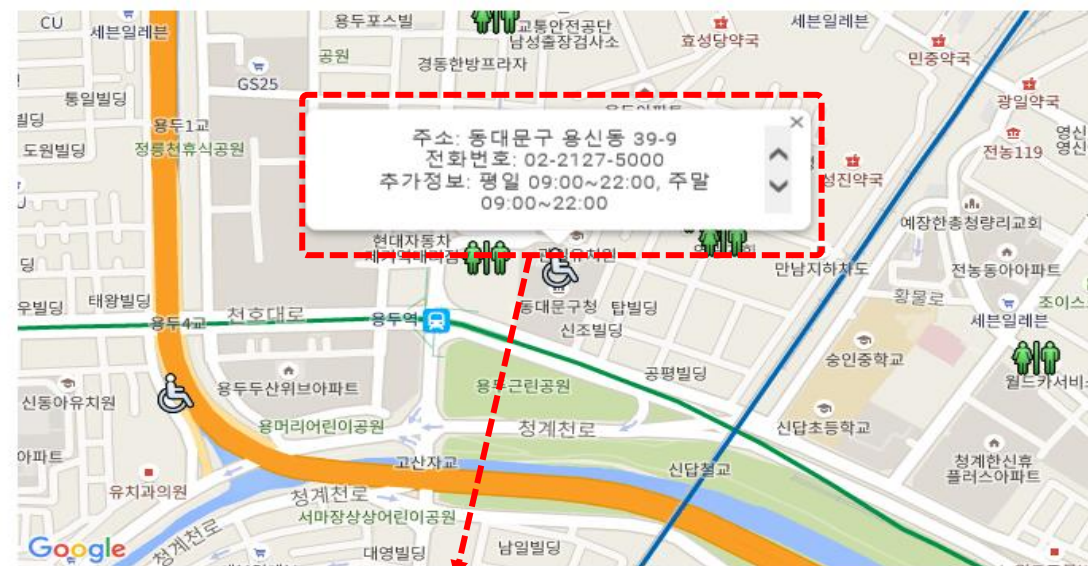 CU
세븐일레븐
용두포스빌
교통안전공단
남성출장검사소
효성당약국
세븐일레븐
민중약국
공원
경동한방프라자
GS25
통일빌딩
광일약국
빌딩
용두1교
도원빌딩
정릉천휴식공원
전농119
영신
영신
주소: 동대문구 용신동 39-9
전화번호: 02-2127-5000
추가정보: 평일 09:00~22:00, 주말
09:00~22:00
성진약국
예장한총청량리교회
현대자동차
만남지하차도
전농동아아파트
딩
우빌딩
태왕빌딩
동대문구청
탑빌딩
황물로
조이스
용두4교
천호대로
용두역
신조빌딩
세븐일레븐
숭인중학교
공평빌딩
월드카서비스
신동아유치원
용두두산위브아파트
용두근린공원
용머리어린이공원
청계천로
신답초등학교
아파트
고산자교
신답철교
청계한신휴
플러스아파트
유치과의원
청계천로
서마장상상어린이공원
Google
청계천로
대영빌딩
남일빌딩